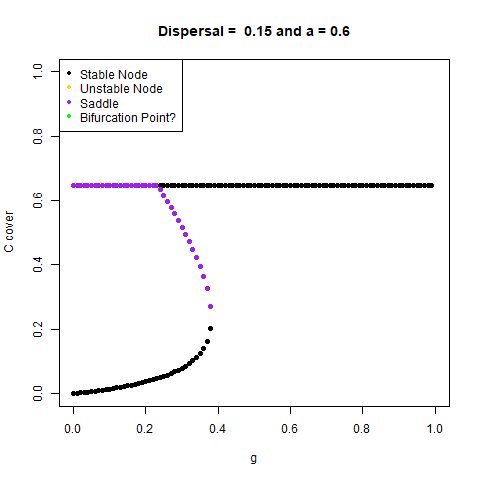 Dispersal =  0.15 and a = 0.6
Stable Node
Unstable Node
Saddle
Bifurcation Point?
C cover
1.0
0.8
0.6
0.4
0.2
0.0
0.0 0.2 0.4 0.6 0.8 1.0
g